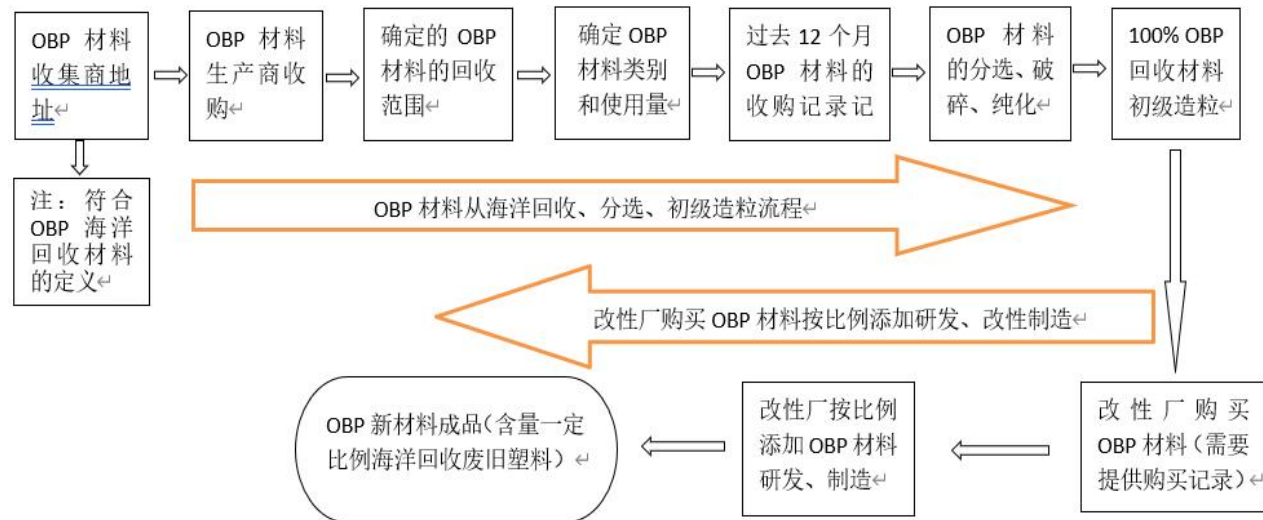 OBP 材料
收集商地
址↵
OBP 材料
生产商收
购↵
确定的 OBP
材料的回收
范围↵
确定 OBP
材料类别
和使用量↵
过去 12 个月
OBP 材料的
收购记录记
OBP 材料
的分选、破
碎、纯化↵
100% OBP
回收材料
初级造粒↵
注：符合
OBP 海洋
回收材料
的定义↵
OBP 材料从海洋回收、分选、初级造粒流程↵
改性厂购买 OBP 材料按比例添加研发、改性制造↵
改性厂购买
OBP 材料（需要
提供购买记录）↵
改性厂按比例
添加 OBP 材料
研发、制造↵
OBP 新材料成品（含量一定
比例海洋回收废旧塑料）↵